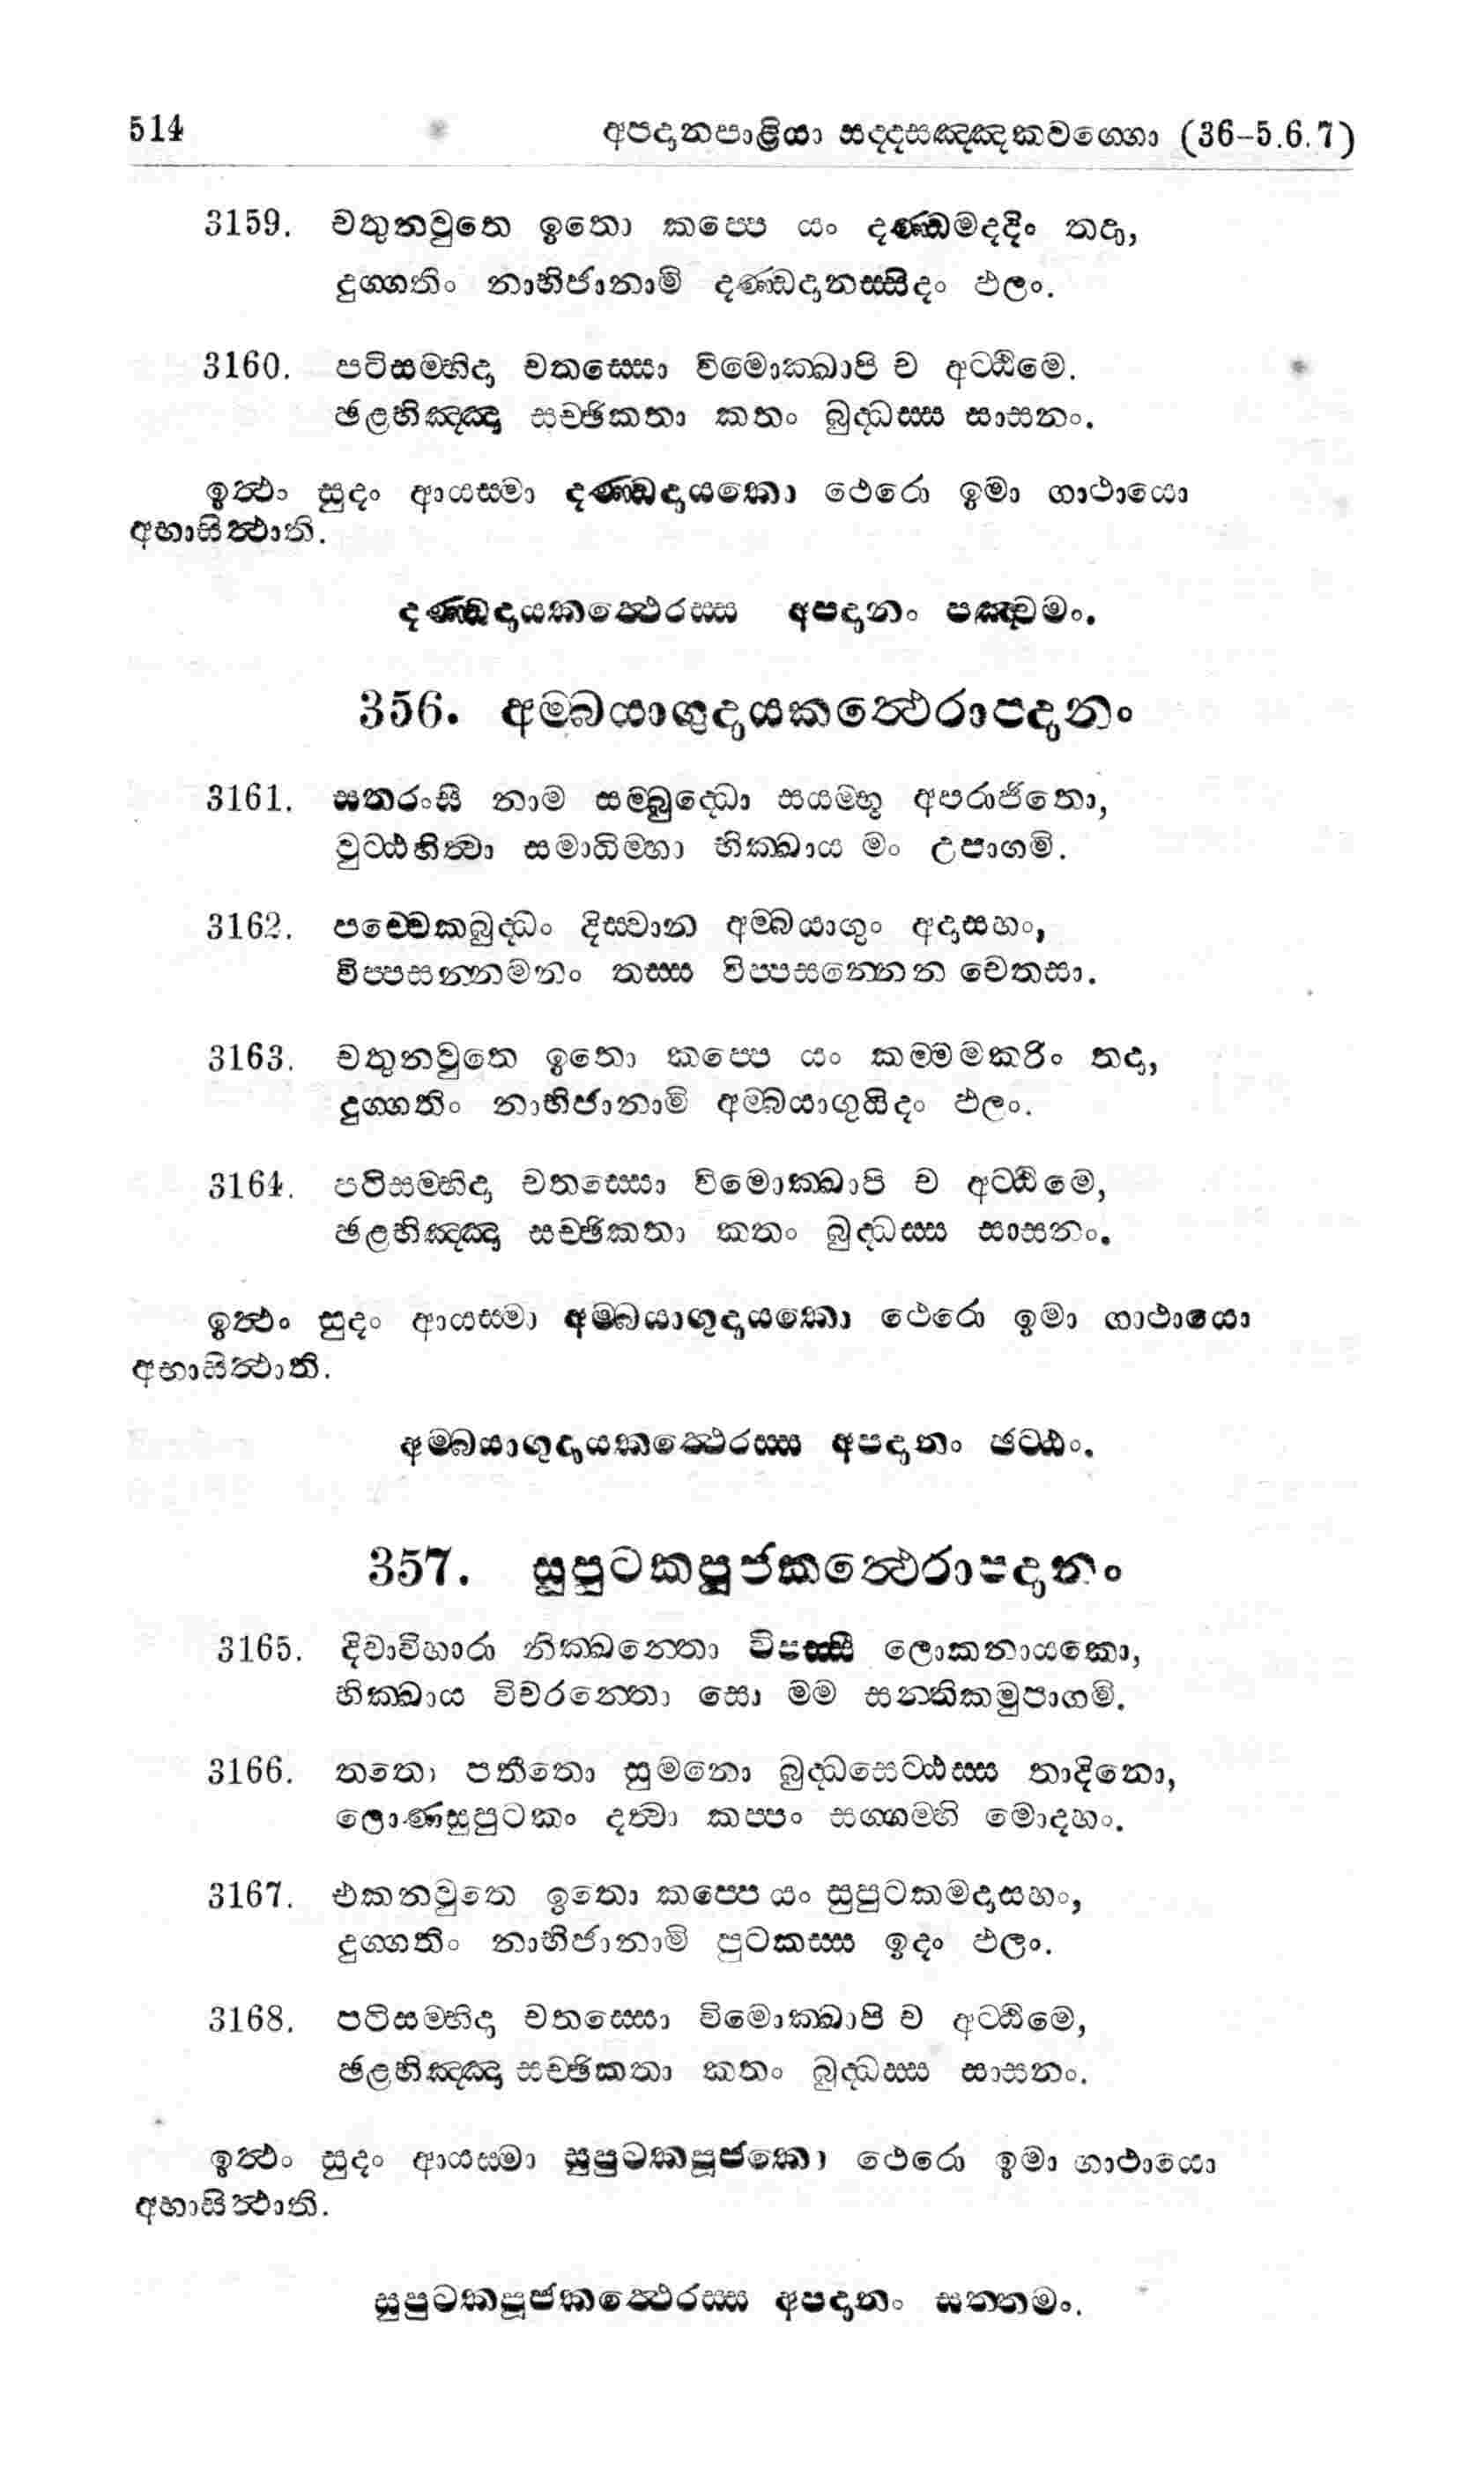 514 අපදානපාළියා සද්දසඤ්ඤකවග්ගො (36-5.6.7)
3159. චතුනවුතෙ ඉතො කප්පෙ යං දණ්ඩමදදිං තදා,
දුග්ගතිං නාභිජානාමි දණ්ඩදානස්සිදං ඵලං.
3160. පටිසම්භිදා චතස්සො විමොක්ඛාපි ච අට්ඨිමෙ.
ඡළභිඤ්ඤා සච්ඡිකතා කතං බුද්ධස්ස සාසනං.
ඉත්ථං සුදං ආයස්මා දණ්ඩදායකො ථෙරො ඉමා ගාථායො
අභාසිත්ථාති.
දණ්ඩදායකත්ථෙරස්ස අපදානං පඤ්චමං.
356. අම්බයාගුදායකත්ථෙරාපදානං
3161. සතරංසී නාම සම්බුද්ධො සයම්භූ අපරාජිතො,
වුට්ඨහිත්වා සමාධිම්හා භික්ඛාය මං උපාගමි.
3162. පච්චෙකබුද්ධං දිස්වාන අම්බයාගුං අදාසහං,
විප්පසන්නමනං තස්ස විප්පසන්නෙන චෙතසා.
3163. චතුනවුතෙ ඉතො කප්පෙ යං කම්මමකරිං තදා,
දුග්ගතිං නාභිජානාමි අම්බයාගුයිදං ඵලං.
3164. පටිසම්භිදා චතස්සො විමොක්ඛාපි ච අට්ඨිමෙ,
ඡළභිඤ්ඤා සච්ඡිකතා කතං බුද්ධස්ස සාසනං.
ඉත්ථං සුදං ආයස්මා අම්බයාගුදායකො ථෙරො ඉමා ගාථායො
අභාසිත්ථාති.
අම්බයාගුදායකත්ථෙරස්ස අපදානං ඡට්ඨං.
357. සුපුටකපූජකත්ථෙරාපදානං
3165. දිවාවිහාරා නික්ඛන්තො විපස්සී ලොකනායකො,
භික්ඛාය විචරන්තො සො මම සන්තිකමුපාගමි.
3166. තතො පතීතො සුමනො බුද්ධසෙට්ඨස්ස තාදිනො,
ලොණසුපුටකං දත්වා කප්පං සග්ගම්හි මොදහං.
3167. එකනවුතෙ ඉතො කප්පෙ යං සුපුටකමදාසහං,
දුග්ගතිං නාභිජානාමි පුටකස්ස ඉදං ඵලං.
3168. පටිසම්භිදා චතස්සො විමොක්ඛාපි ච අට්ඨිමෙ,
ඡළභිඤ්ඤා සච්ඡිකතා කතං බුද්ධස්ස සාසනං.
ඉත්ථං සුදං ආයස්මා සුපුටකපූජකො ථෙරො ඉමා ගාථායො
අභාසිත්ථාති.
සුපුටකපූජකත්ථෙරස්ස අපදානං සත්තමං.